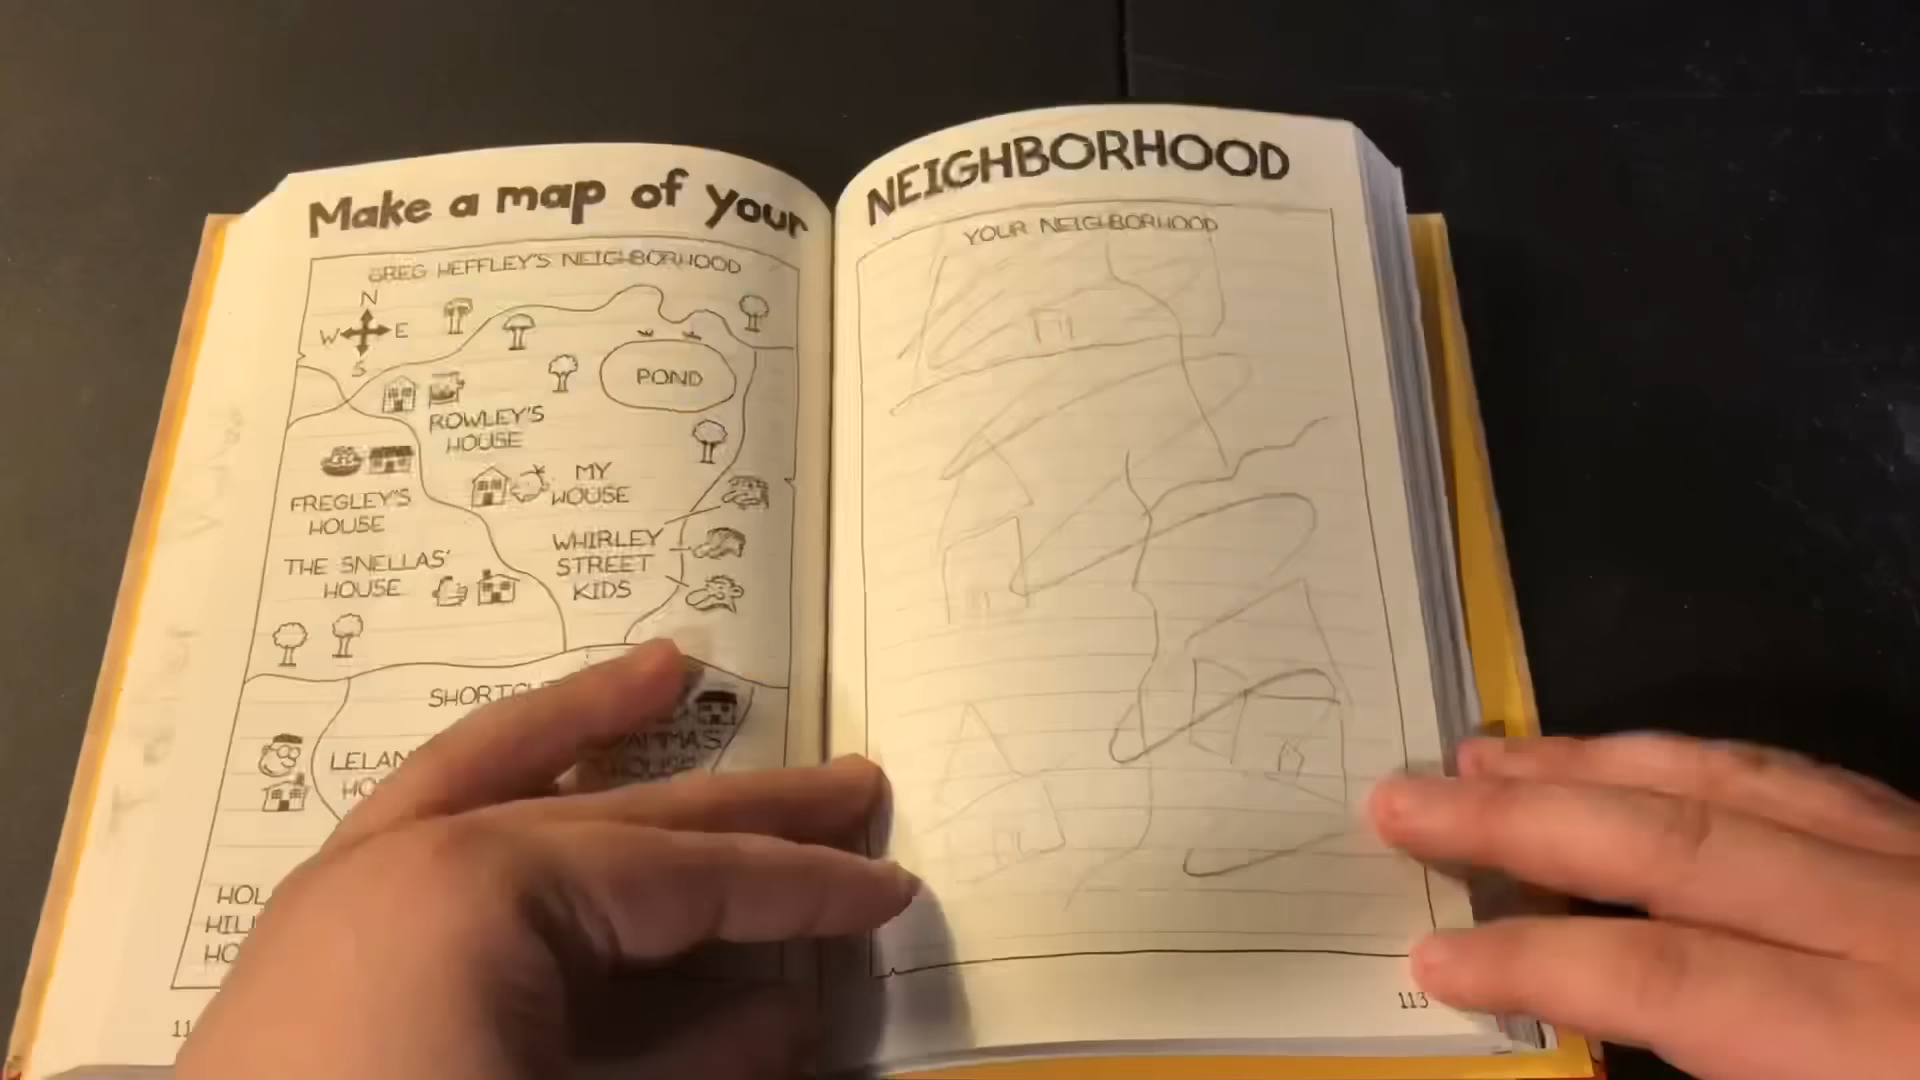 Make a map of your
NEIGHBORHOOD
GREG HEFFLEY'S NEIGHBORHOOD
N
W E
S
POND
ROWLEY'S
HOUSE
MY
HOUSE
FREGLEY'S
HOUSE
WHIRLEY
STREET
KIDS
THE SNELLAS'
HOUSE
YOUR NEIGHBORHOOD
113